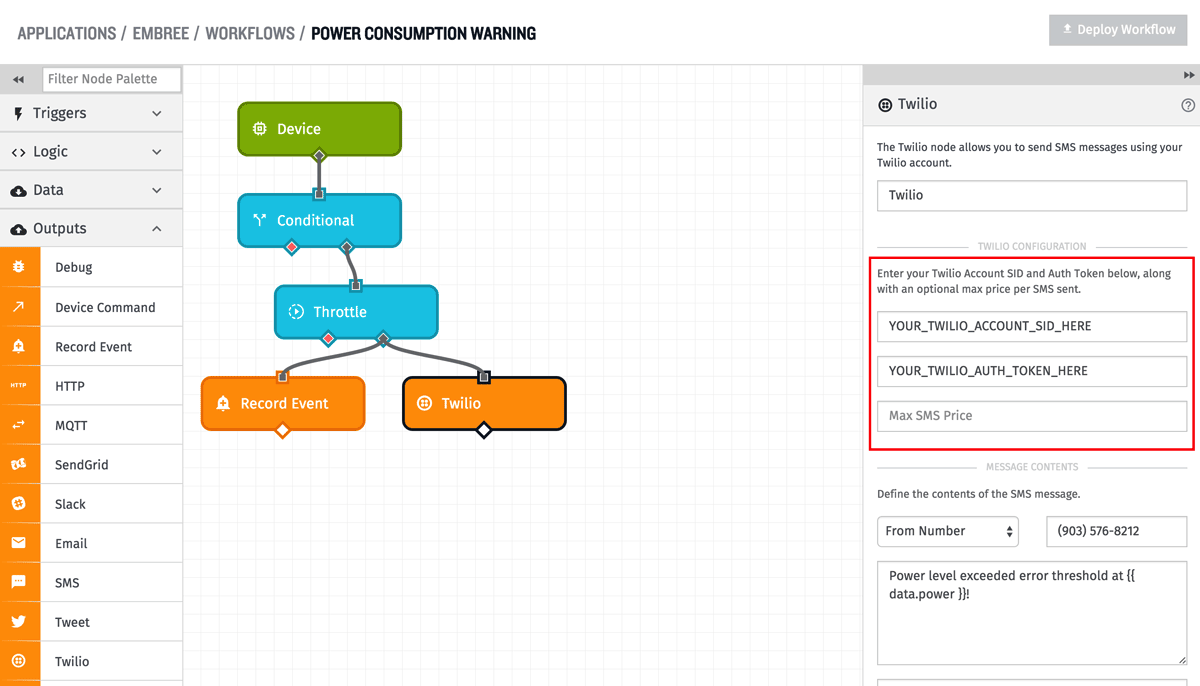 APPLICATIONS / EMBREE / WORKFLOWS / POWER CONSUMPTION WARNING
Deploy Workflow
Filter Node Palette
Triggers
Logic
Data
Outputs
Debug
Device Command
Record Event
HTTP
HTTP
MQTT
SendGrid
Slack
Email
SMS
Tweet
Twilio
Device
Conditional
Throttle
Record Event
Twilio
Twilio
The Twilio node allows you to send SMS messages using your
Twilio account.
Twilio
TWILIO CONFIGURATION
Enter your Twilio Account SID and Auth Token below, along
with an optional max price per SMS sent.
YOUR_TWILIO_ACCOUNT_SID_HERE
YOUR_TWILIO_AUTH_TOKEN_HERE
Max SMS Price
MESSAGE CONTENTS
Define the contents of the SMS message.
From Number
(903) 576-8212
Power level exceeded error threshold at {{
data.power }}!